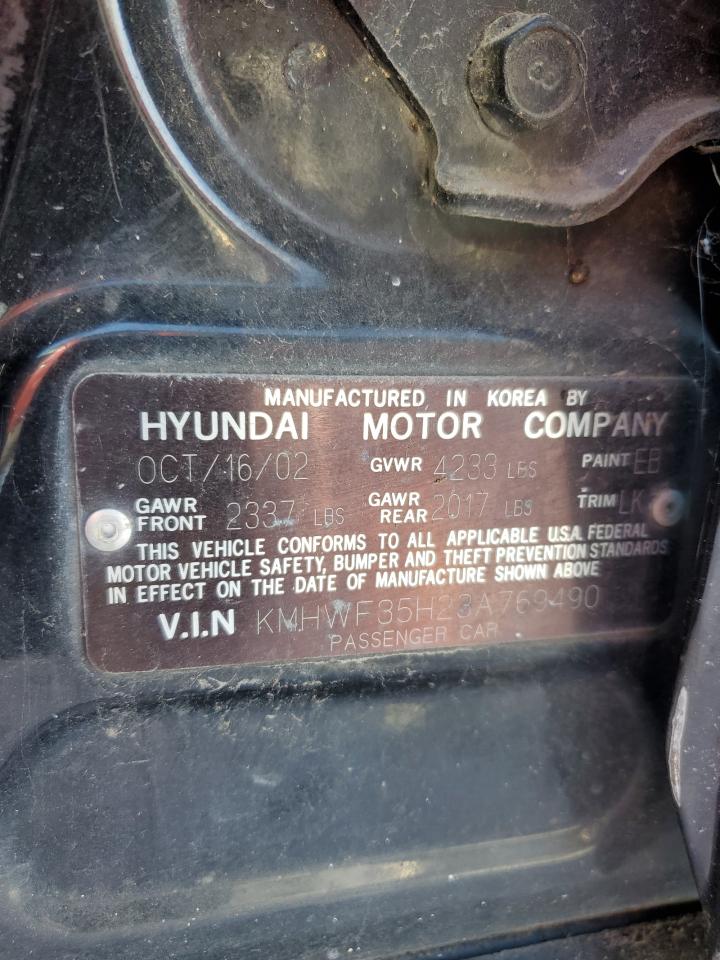 MANUFACTURED IN KOREA BY
HYUNDAI MOTOR COMPANY
OCT/16/02 GVWR 4233 LBS PAINT EB
GAWR FRONT 2337 LBS GAWR REAR 2017 LBS TRIM LK
THIS VEHICLE CONFORMS TO ALL APPLICABLE U.S.A. FEDERAL
MOTOR VEHICLE SAFETY, BUMPER AND THEFT PREVENTION STANDARDS
IN EFFECT ON THE DATE OF MANUFACTURE SHOWN ABOVE
V.I.N KMHWF35H23A769490
PASSENGER CAR
8